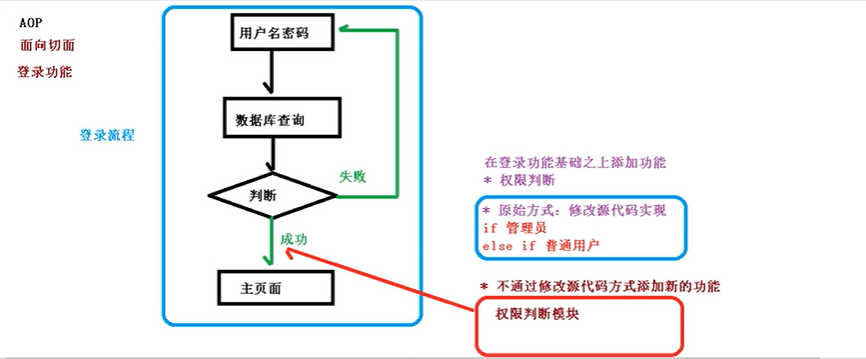 AOP
面向切面
登录功能
登录流程
用户名密码
数据库查询
判断
失败
成功
主页面
在登录功能基础之上添加功能
* 权限判断
* 原始方式：修改源代码实现
if 管理员
else if 普通用户
* 不通过修改源代码方式添加新的功能
权限判断模块